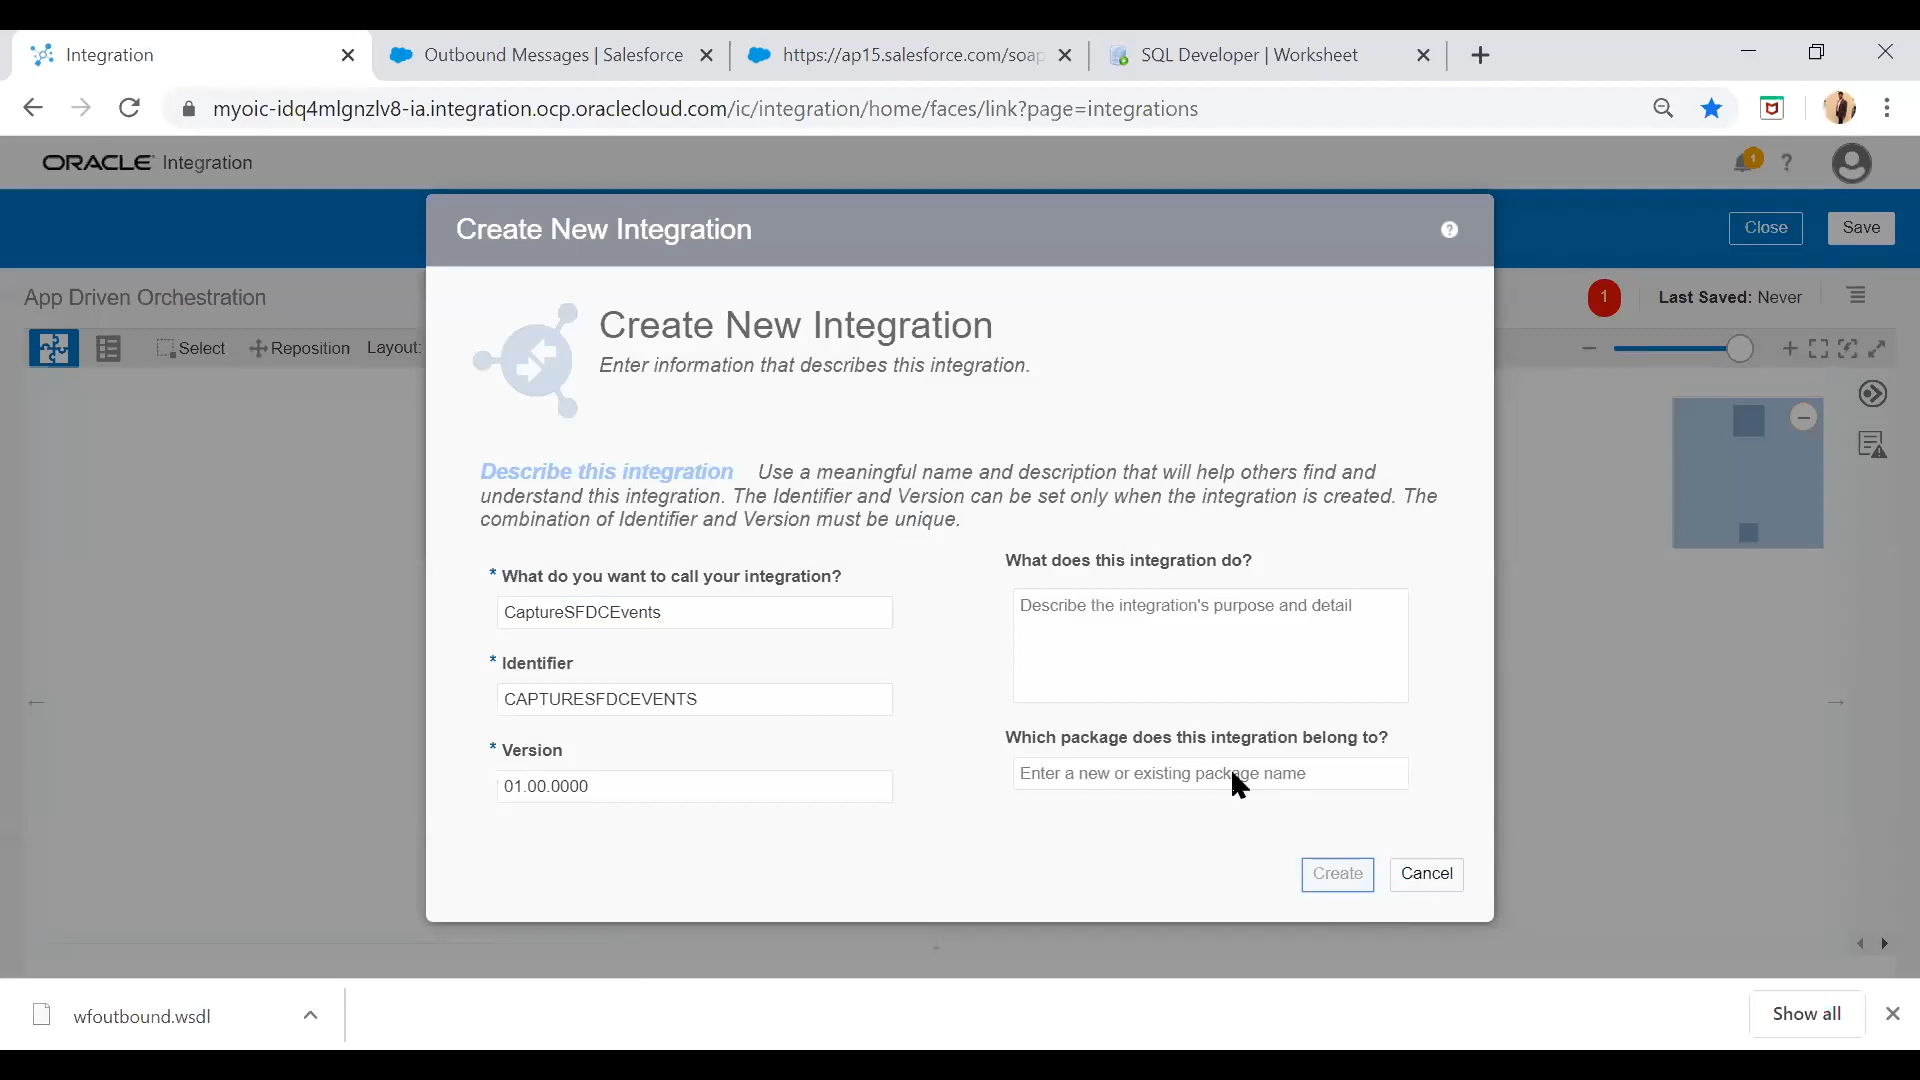 Integration
Outbound Messages | Salesforce
https://ap15.salesforce.com/soap
SQL Developer | Worksheet
myoic-idq4mlgnzlv8-ia.integration.ocp.oraclecloud.com/ic/integration/home/faces/link?page=integrations
ORACLE Integration
1
?
Create New Integration
?
Close
Save
App Driven Orchestration
1
Last Saved: Never
Select
Reposition
Layout:
Create New Integration
Enter information that describes this integration.
Describe this integration Use a meaningful name and description that will help others find and
understand this integration. The Identifier and Version can be set only when the integration is created. The
combination of Identifier and Version must be unique.
* What do you want to call your integration?
CaptureSFDCEvents
* Identifier
CAPTURESFDCEVENTS
* Version
01.00.0000
What does this integration do?
Describe the integration's purpose and detail
Which package does this integration belong to?
Enter a new or existing package name
Create
Cancel
wfoutbound.wsdl
Show all